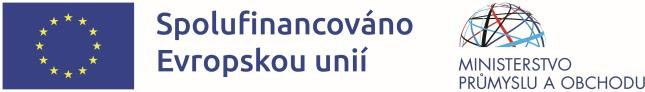 Spolufinancováno
Evropskou unií
MINISTERSTVO
PRŮMYSLU A OBCHODU